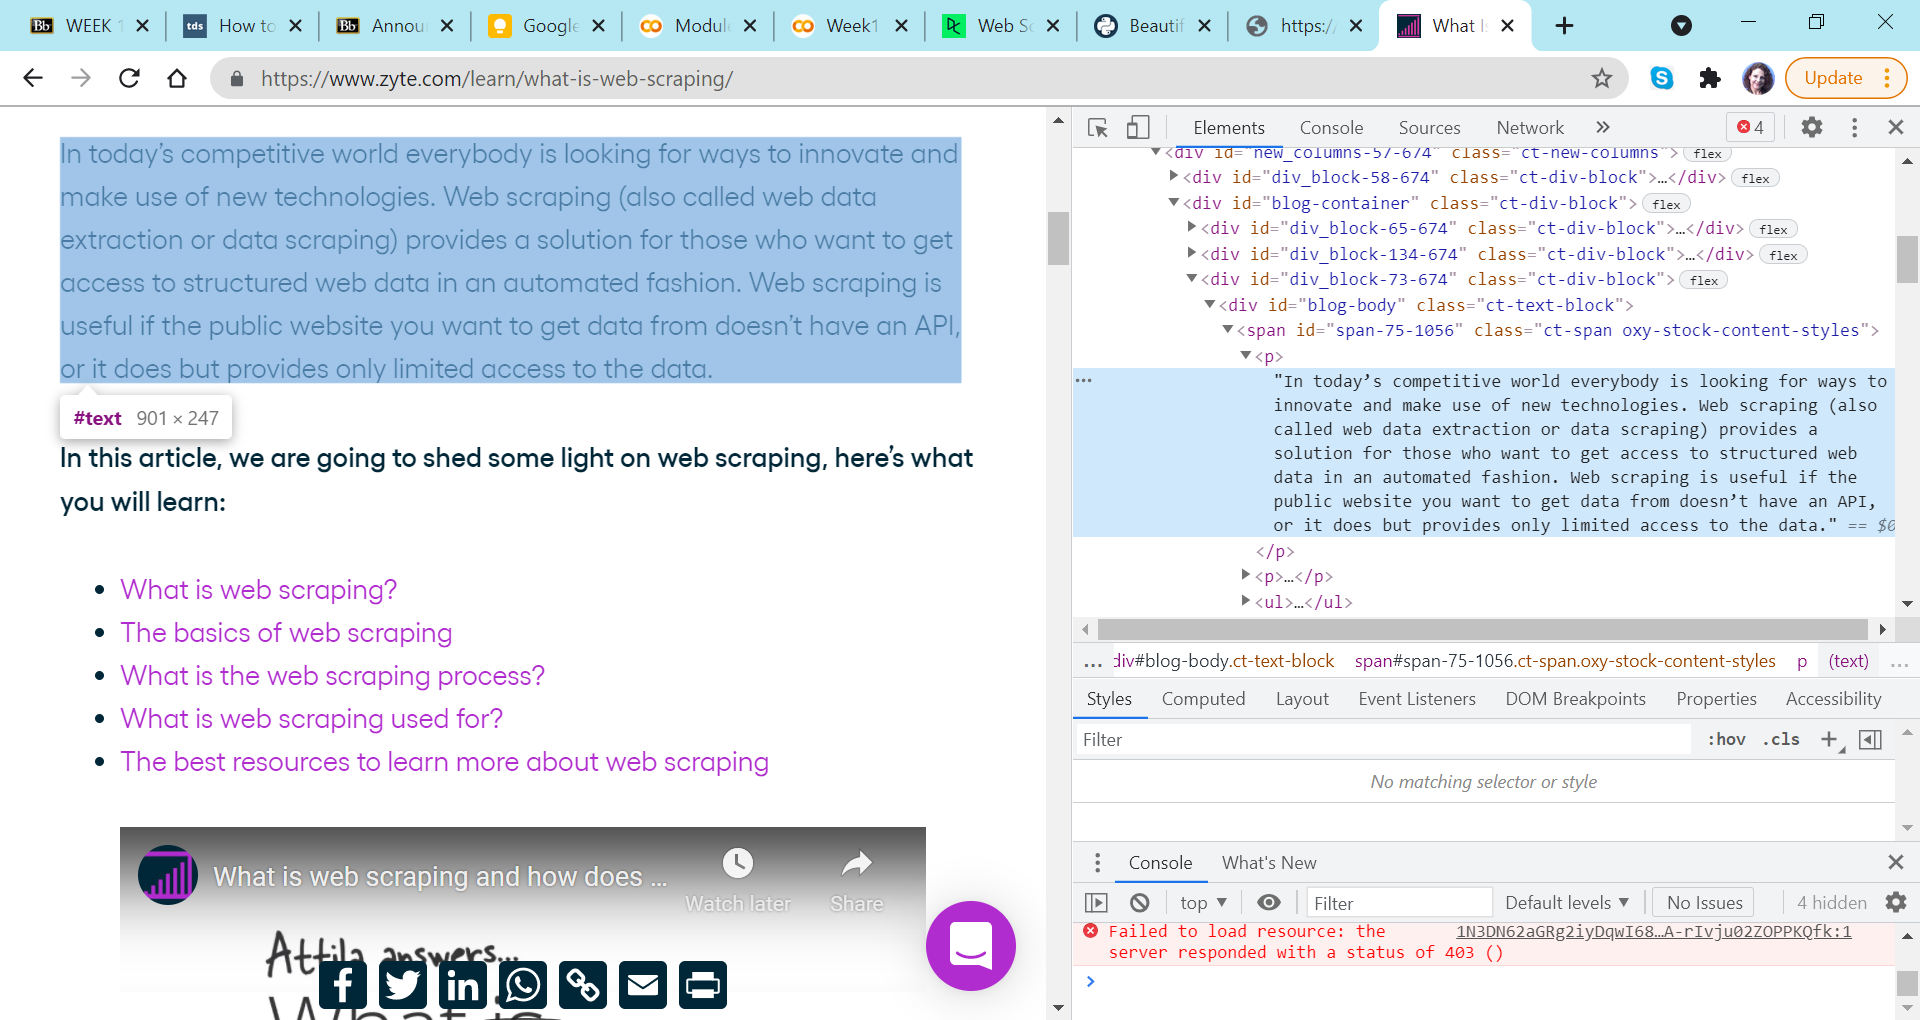 WEEK 1
How to
Annou
Google
Modul
Week1
Web Sc
Beautif
https:/
What I
https://www.zyte.com/learn/what-is-web-scraping/
Update
In today’s competitive world everybody is looking for ways to innovate and
make use of new technologies. Web scraping (also called web data
extraction or data scraping) provides a solution for those who want to get
access to structured web data in an automated fashion. Web scraping is
useful if the public website you want to get data from doesn’t have an API,
or it does but provides only limited access to the data.
#text 901 × 247
In this article, we are going to shed some light on web scraping, here’s what
you will learn:
What is web scraping?
The basics of web scraping
What is the web scraping process?
What is web scraping used for?
The best resources to learn more about web scraping
What is web scraping and how does ...
Watch later
Share
Attila answers...
What is
Elements Console Sources Network 4
<div id="new_columns-57-674" class="ct-new-columns"> flex
<div id="div_block-58-674" class="ct-div-block">…</div> flex
<div id="blog-container" class="ct-div-block"> flex
<div id="div_block-65-674" class="ct-div-block">…</div> flex
<div id="div_block-134-674" class="ct-div-block">…</div> flex
<div id="div_block-73-674" class="ct-div-block"> flex
<div id="blog-body" class="ct-text-block">
<span id="span-75-1056" class="ct-span oxy-stock-content-styles">
<p>
"In today’s competitive world everybody is looking for ways to
innovate and make use of new technologies. Web scraping (also
called web data extraction or data scraping) provides a
solution for those who want to get access to structured web
data in an automated fashion. Web scraping is useful if the
public website you want to get data from doesn’t have an API,
or it does but provides only limited access to the data." == $0
</p>
<p>…</p>
<ul>…</ul>
... div#blog-body.ct-text-block span#span-75-1056.ct-span.oxy-stock-content-styles p (text) ...
Styles Computed Layout Event Listeners DOM Breakpoints Properties Accessibility
Filter :hov .cls
No matching selector or style
Console What's New
top Filter Default levels No Issues 4 hidden
Failed to load resource: the 1N3DN62aGRg2iyDqwI68…A-rIvju02ZOPPKQfk:1
server responded with a status of 403 ()